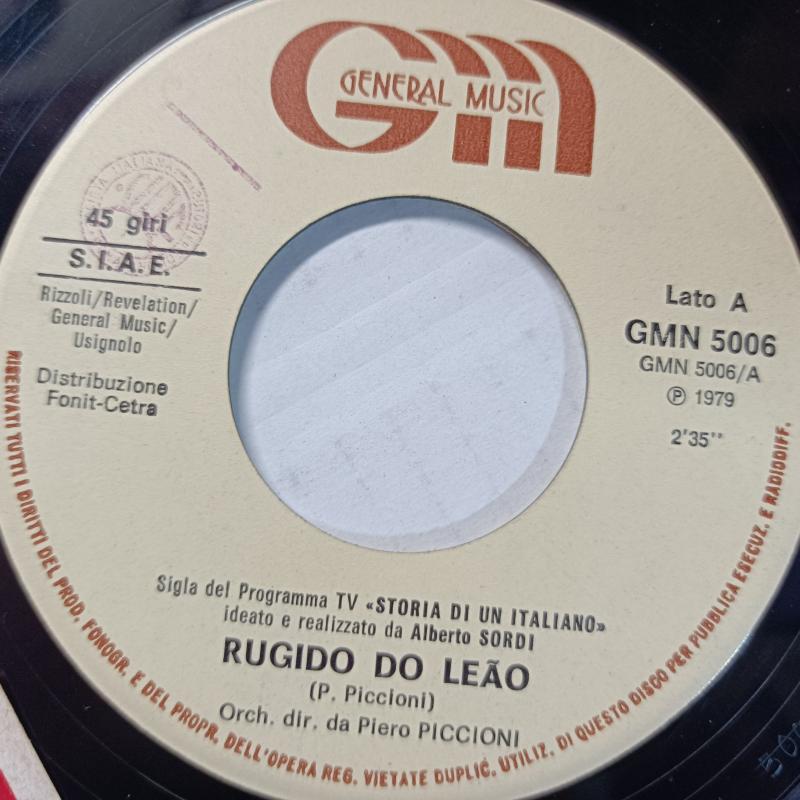 GENERAL MUSIC
45 giri
S.I.A.E.
Rizzoli/Revelation/
General Music/
Usignolo
Distribuzione
Fonit-Cetra
Lato A
GMN 5006
GMN 5006/A
Ⓟ 1979
2'35''
Sigla del Programma TV «STORIA DI UN ITALIANO»
ideato e realizzato da Alberto SORDI
RUGIDO DO LEÃO
(P. Piccioni)
Orch. dir. da Piero PICCIONI
RISERVATI TUTTI I DIRITTI DEL PROD. FONOGR. E DEL PROPR. DELL'OPERA REG. VIETATE DUPLIC. UTILIZ. DI QUESTO DISCO PER PUBBLICA ESECUZ. E RADIODIFF.